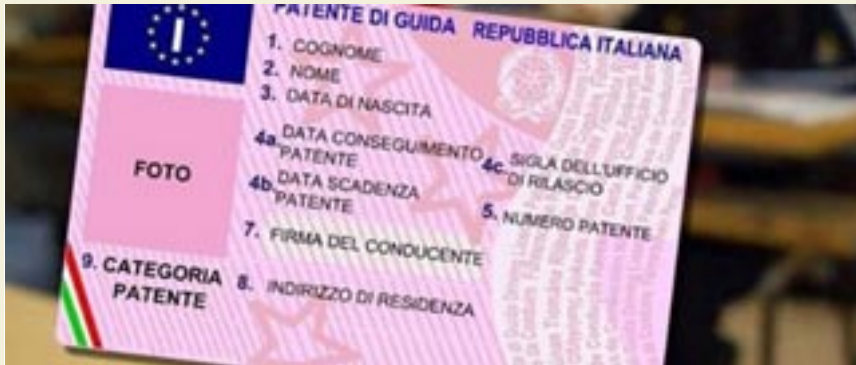 I
PATENTE DI GUIDA REPUBBLICA ITALIANA
1. COGNOME
2. NOME
3. DATA DI NASCITA
4a. DATA CONSEGUIMENTO
PATENTE
4c. SIGLA DELL'UFFICIO
DI RILASCIO
4b. DATA SCADENZA
PATENTE
5. NUMERO PATENTE
7. FIRMA DEL CONDUCENTE
8. INDIRIZZO DI RESIDENZA
FOTO
9. CATEGORIA
PATENTE